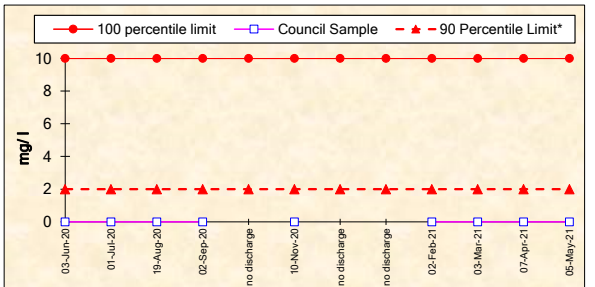 100 percentile limit Council Sample 90 Percentile Limit*
10
8
6
4
2
0
mg/l
03-Jun-20
01-Jul-20
19-Aug-20
02-Sep-20
no discharge
10-Nov-20
no discharge
no discharge
02-Feb-21
03-Mar-21
07-Apr-21
05-May-21